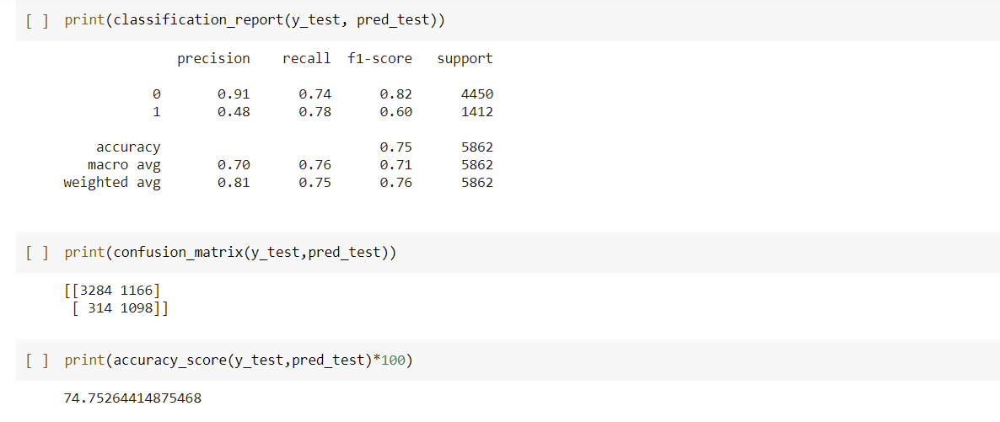 [ ] print(classification_report(y_test, pred_test))
precision recall f1-score support
0 0.91 0.74 0.82 4450
1 0.48 0.78 0.60 1412
accuracy 0.75 5862
macro avg 0.70 0.76 0.71 5862
weighted avg 0.81 0.75 0.76 5862
[ ] print(confusion_matrix(y_test,pred_test))
[[3284 1166]
[ 314 1098]]
[ ] print(accuracy_score(y_test,pred_test)*100)
74.75264414875468